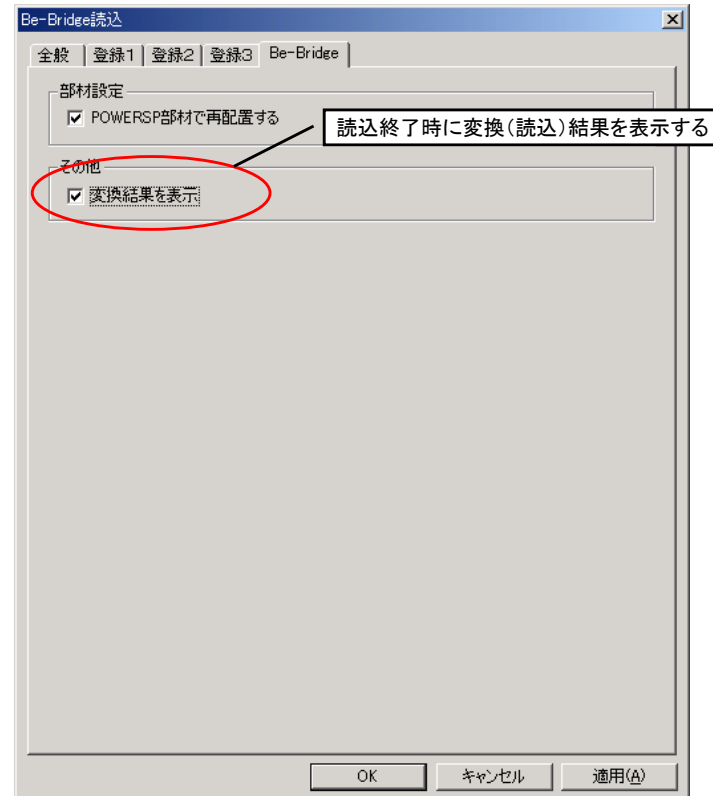 Be-Bridge読込
全般 登録1 登録2 登録3 Be-Bridge
部材設定
POWERSP部材で再配置する
読込終了時に変換(読込)結果を表示する
その他
変換結果を表示
OK キャンセル 適用(A)